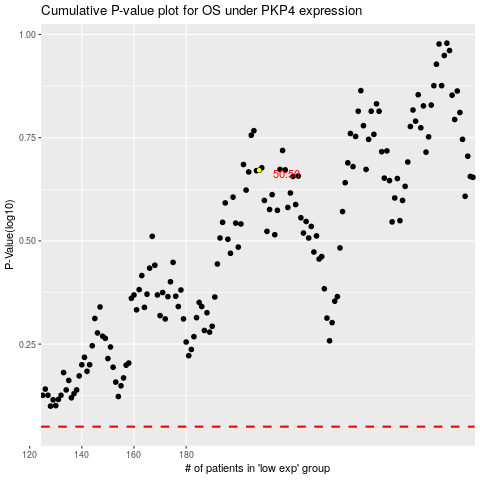 Cumulative P-value plot for OS under PKP4 expression
P-Value(log10)
1.00
0.75
0.50
0.25
50:50
120 140 160 180
# of patients in 'low exp' group